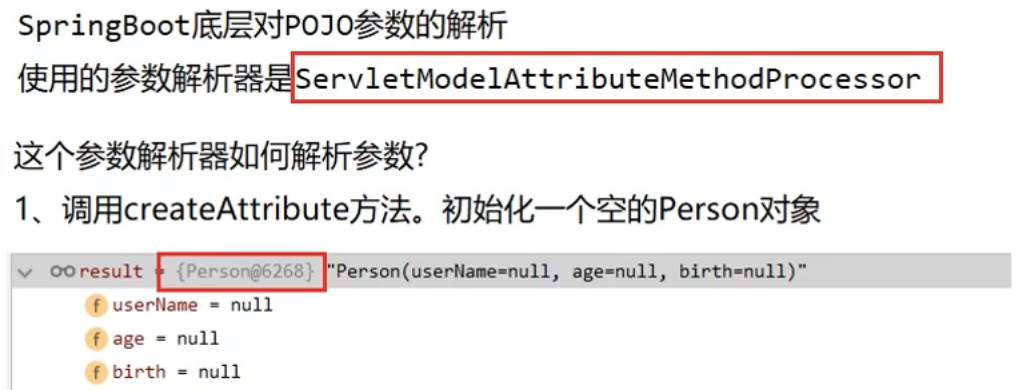 SpringBoot底层对POJO参数的解析
使用的参数解析器是ServletModelAttributeMethodProcessor
这个参数解析器如何解析参数?
1、调用createAttribute方法。初始化一个空的Person对象
result = {Person@6268} "Person(userName=null, age=null, birth=null)"
f userName = null
f age = null
f birth = null